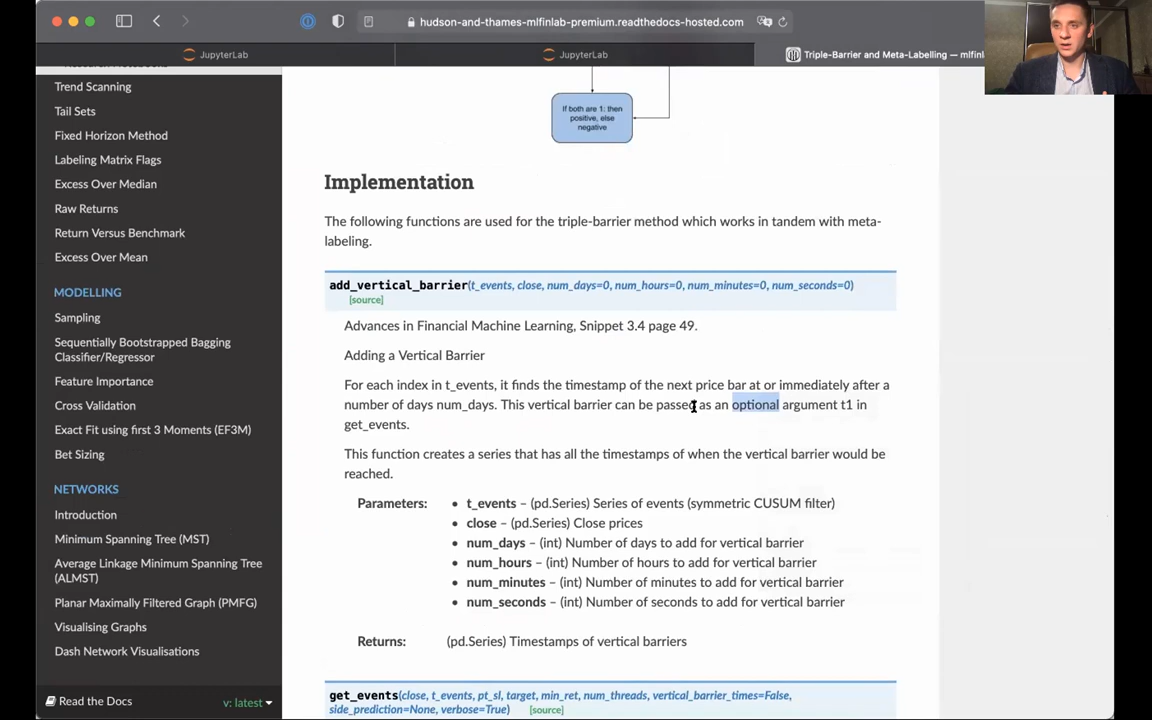 hudson-and-thames-mlfinlab-premium.readthedocs-hosted.com
JupyterLab
JupyterLab
Triple-Barrier and Meta-Labelling — mlfinl
Trend Scanning
Tail Sets
Fixed Horizon Method
Labeling Matrix Flags
Excess Over Median
Raw Returns
Return Versus Benchmark
Excess Over Mean
MODELLING
Sampling
Sequentially Bootstrapped Bagging
Classifier/Regressor
Feature Importance
Cross Validation
Exact Fit using first 3 Moments (EF3M)
Bet Sizing
NETWORKS
Introduction
Minimum Spanning Tree (MST)
Average Linkage Minimum Spanning Tree
(ALMST)
Planar Maximally Filtered Graph (PMFG)
Visualising Graphs
Dash Network Visualisations
Read the Docs
v: latest
If both are 1: then
positive, else
negative
Implementation
The following functions are used for the triple-barrier method which works in tandem with meta-
labeling.
add_vertical_barrier(t_events, close, num_days=0, num_hours=0, num_minutes=0, num_seconds=0)
[source]
Advances in Financial Machine Learning, Snippet 3.4 page 49.
Adding a Vertical Barrier
For each index in t_events, it finds the timestamp of the next price bar at or immediately after a
number of days num_days. This vertical barrier can be passed as an optional argument t1 in
get_events.
This function creates a series that has all the timestamps of when the vertical barrier would be
reached.
Parameters:
• t_events – (pd.Series) Series of events (symmetric CUSUM filter)
• close – (pd.Series) Close prices
• num_days – (int) Number of days to add for vertical barrier
• num_hours – (int) Number of hours to add for vertical barrier
• num_minutes – (int) Number of minutes to add for vertical barrier
• num_seconds – (int) Number of seconds to add for vertical barrier
Returns: (pd.Series) Timestamps of vertical barriers
get_events(close, t_events, pt_sl, target, min_ret, num_threads, vertical_barrier_times=False,
side_prediction=None, verbose=True) [source]